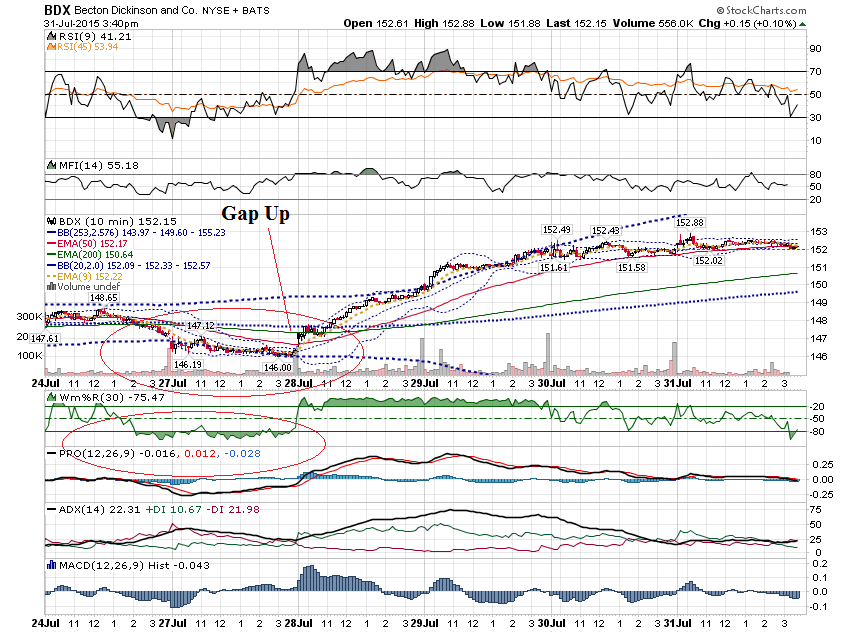 BDX Becton Dickinson and Co. NYSE + BATS © StockCharts.com
31-Jul-2015 3:40pm Open 152.61 High 152.88 Low 151.88 Last 152.15 Volume 556.0K Chg +0.15 (+0.10%)
RSI(9) 41.21
RSI(45) 53.94
90
70
50
30
10
MFI(14) 55.18
80
50
20
BDX (10 min) 152.15
BB(253,2.576) 143.97 - 149.60 - 155.23
EMA(50) 152.17
EMA(200) 150.64
BB(20,2.0) 152.09 - 152.33 - 152.57
EMA(9) 152.22
Volume undef
Gap Up
148.65
147.61
147.12
146.19
146.00
152.49
151.61
152.43
151.58
152.88
152.02
153
152
151
150
149
148
147
146
300K
100K
24Jul 11 12 2 3 27Jul 11 12 1 2 3 28Jul 11 12 1 2 3 29Jul 11 12 1 2 3 30Jul 11 12 1 2 3 31Jul 11 12 1 2 3
Wm%R(30) -75.47
-20
-50
-80
PRO(12,26,9) -0.016, 0.012, -0.028
0.25
0.00
-0.25
ADX(14) 22.31 +DI 10.67 -DI 21.98
75
50
25
0
MACD(12,26,9) Hist -0.043
0.2
0.1
0.0
-0.1
24Jul 11 12 2 3 27Jul 11 12 1 2 3 28Jul 11 12 1 2 3 29Jul 11 12 1 2 3 30Jul 11 12 1 2 3 31Jul 11 12 1 2 3